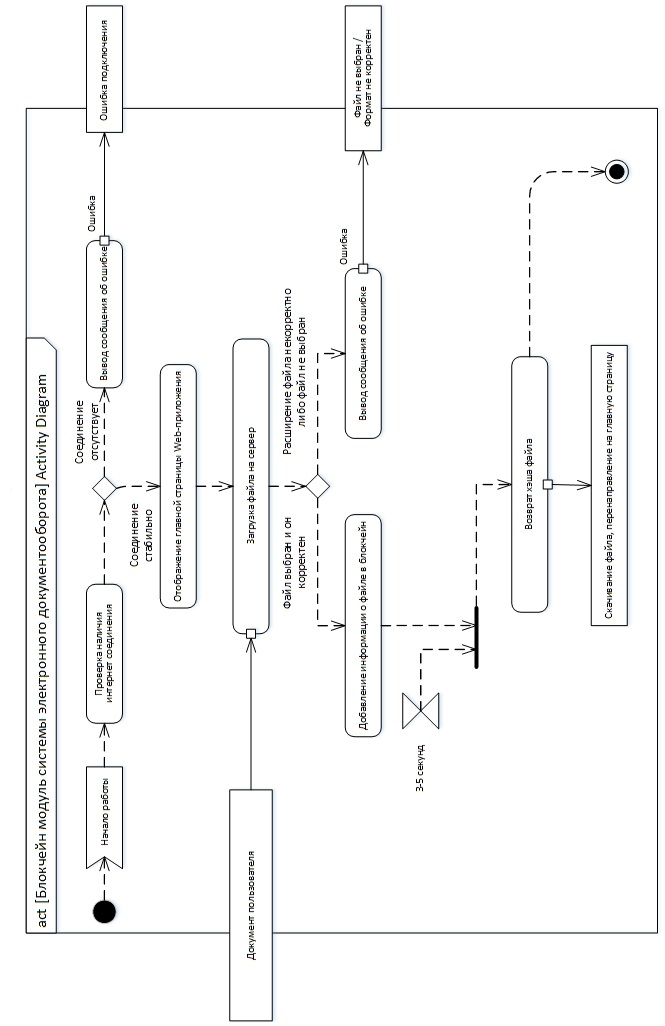 act [Блокчейн модуль системы электронного документооборота] Activity Diagram
Начало работы
Проверка наличия
интернет соединения
Соединение
отсутствует
Вывод сообщения об ошибке
Ошибка
Ошибка подключения
Соединение
стабильно
Отображение главной страницы Web-приложения
Документ пользователя
Загрузка файла на сервер
Файл выбран и он
корректен
Расширение файла некорректно
либо файл не выбран
Добавление информации о файле в блокчейн
Вывод сообщения об ошибке
Ошибка
Файл не выбран /
Формат не корректен
3-5 секунд
Возврат хэша файла
Скачивание файла, перенаправление на главную страницу